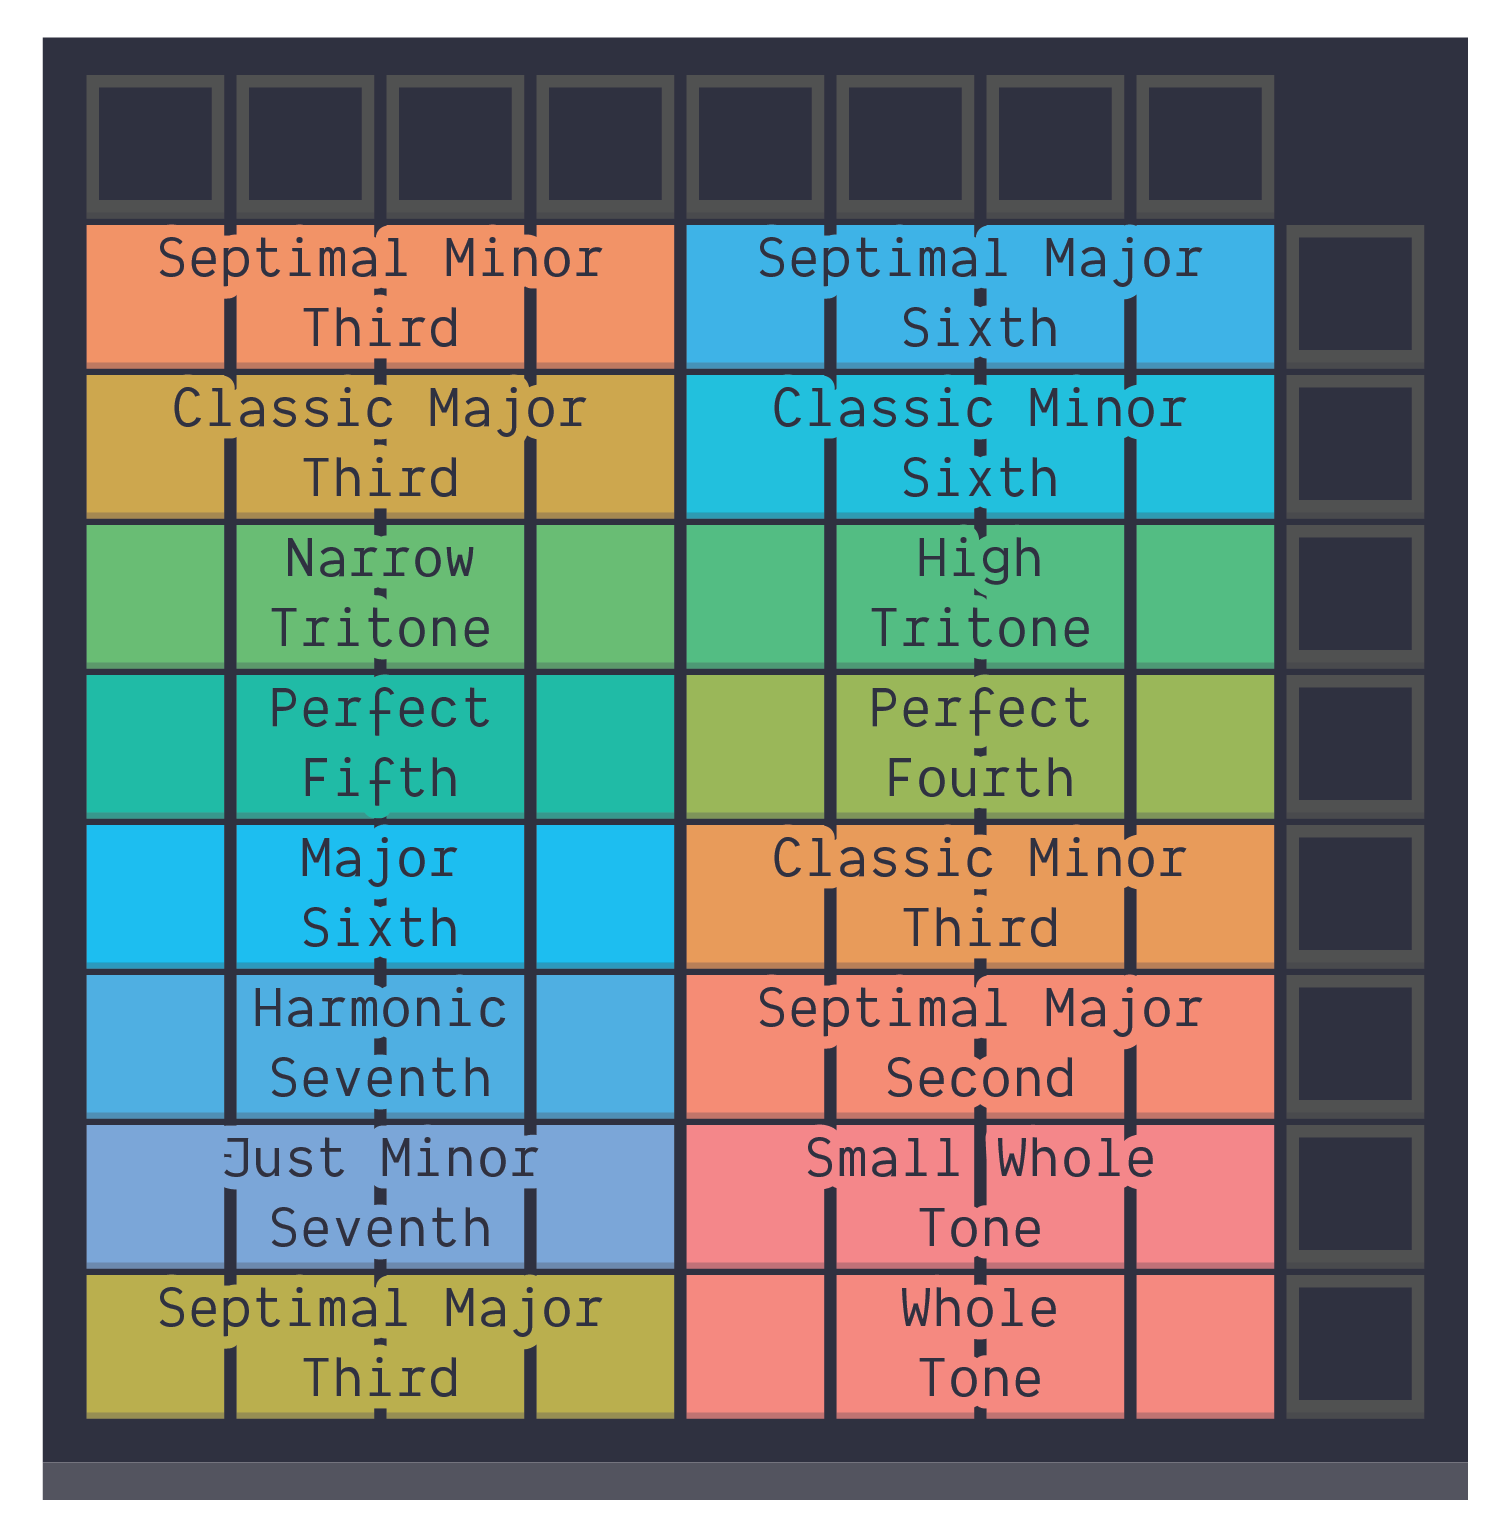 Septimal Minor
Third
Septimal Major
Sixth
Classic Major
Third
Classic Minor
Sixth
Narrow
Tritone
High
Tritone
Perfect
Fifth
Perfect
Fourth
Major
Sixth
Classic Minor
Third
Harmonic
Seventh
Septimal Major
Second
Just Minor
Seventh
Small Whole
Tone
Septimal Major
Third
Whole
Tone